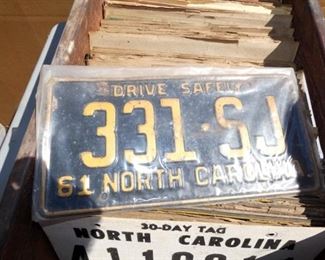 DRIVE SAFELY
331-SJ
61 NORTH CAROLINA
30-DAY TAG
NORTH CAROLINA